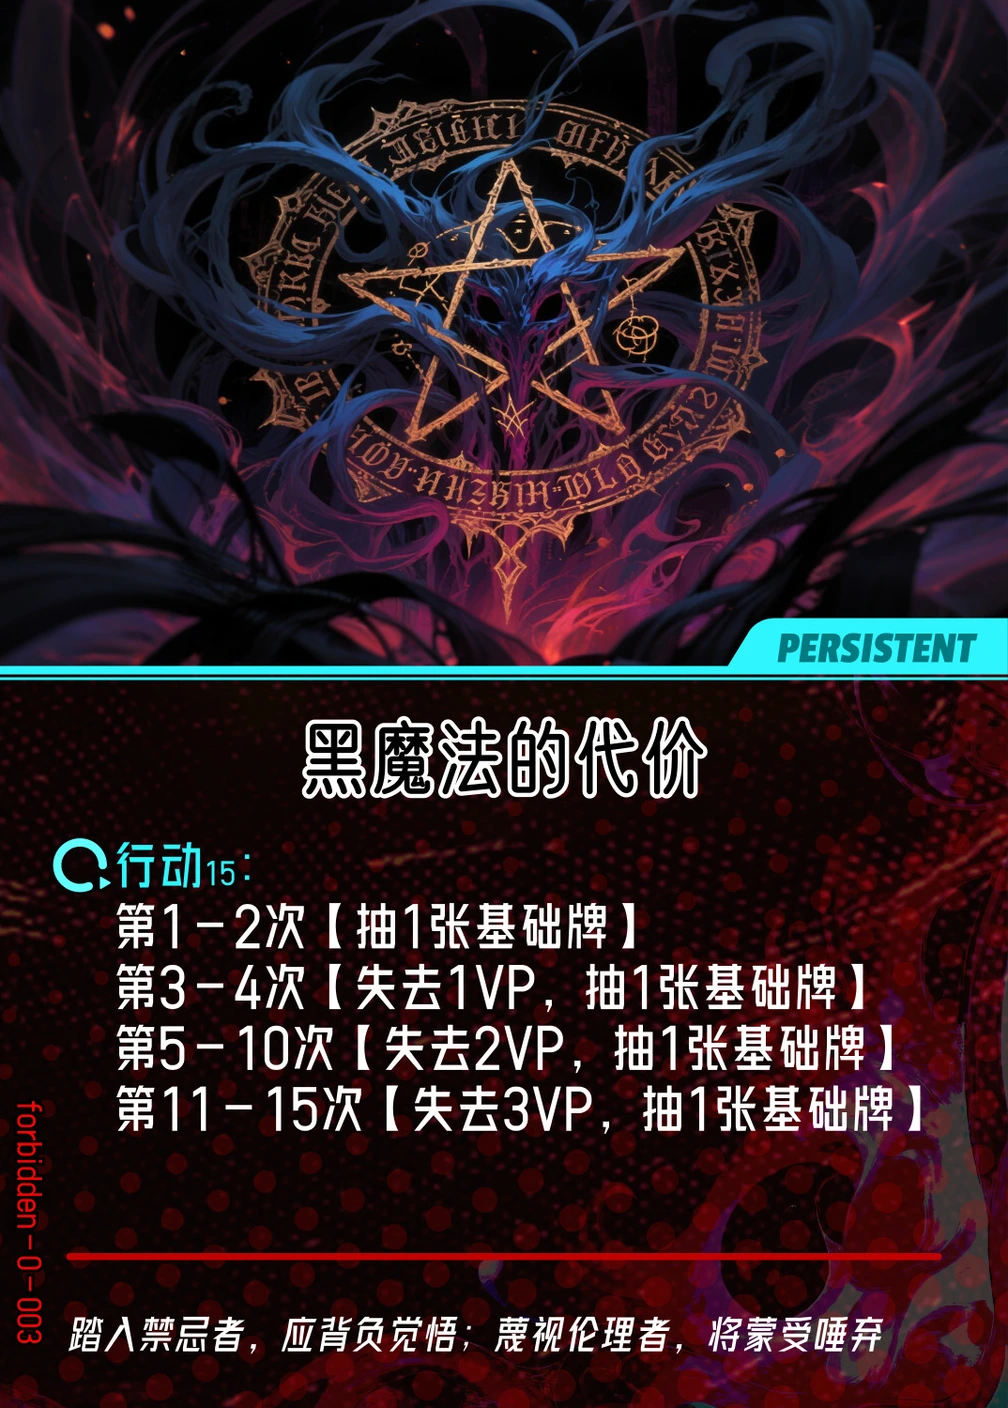 PERSISTENT
黑魔法的代价
行动15：
第1-2次【抽1张基础牌】
第3-4次【失去1VP，抽1张基础牌】
第5-10次【失去2VP，抽1张基础牌】
第11-15次【失去3VP，抽1张基础牌】
forbidden-0-003
踏入禁忌者，应背负觉悟；蔑视伦理者，将蒙受唾弃